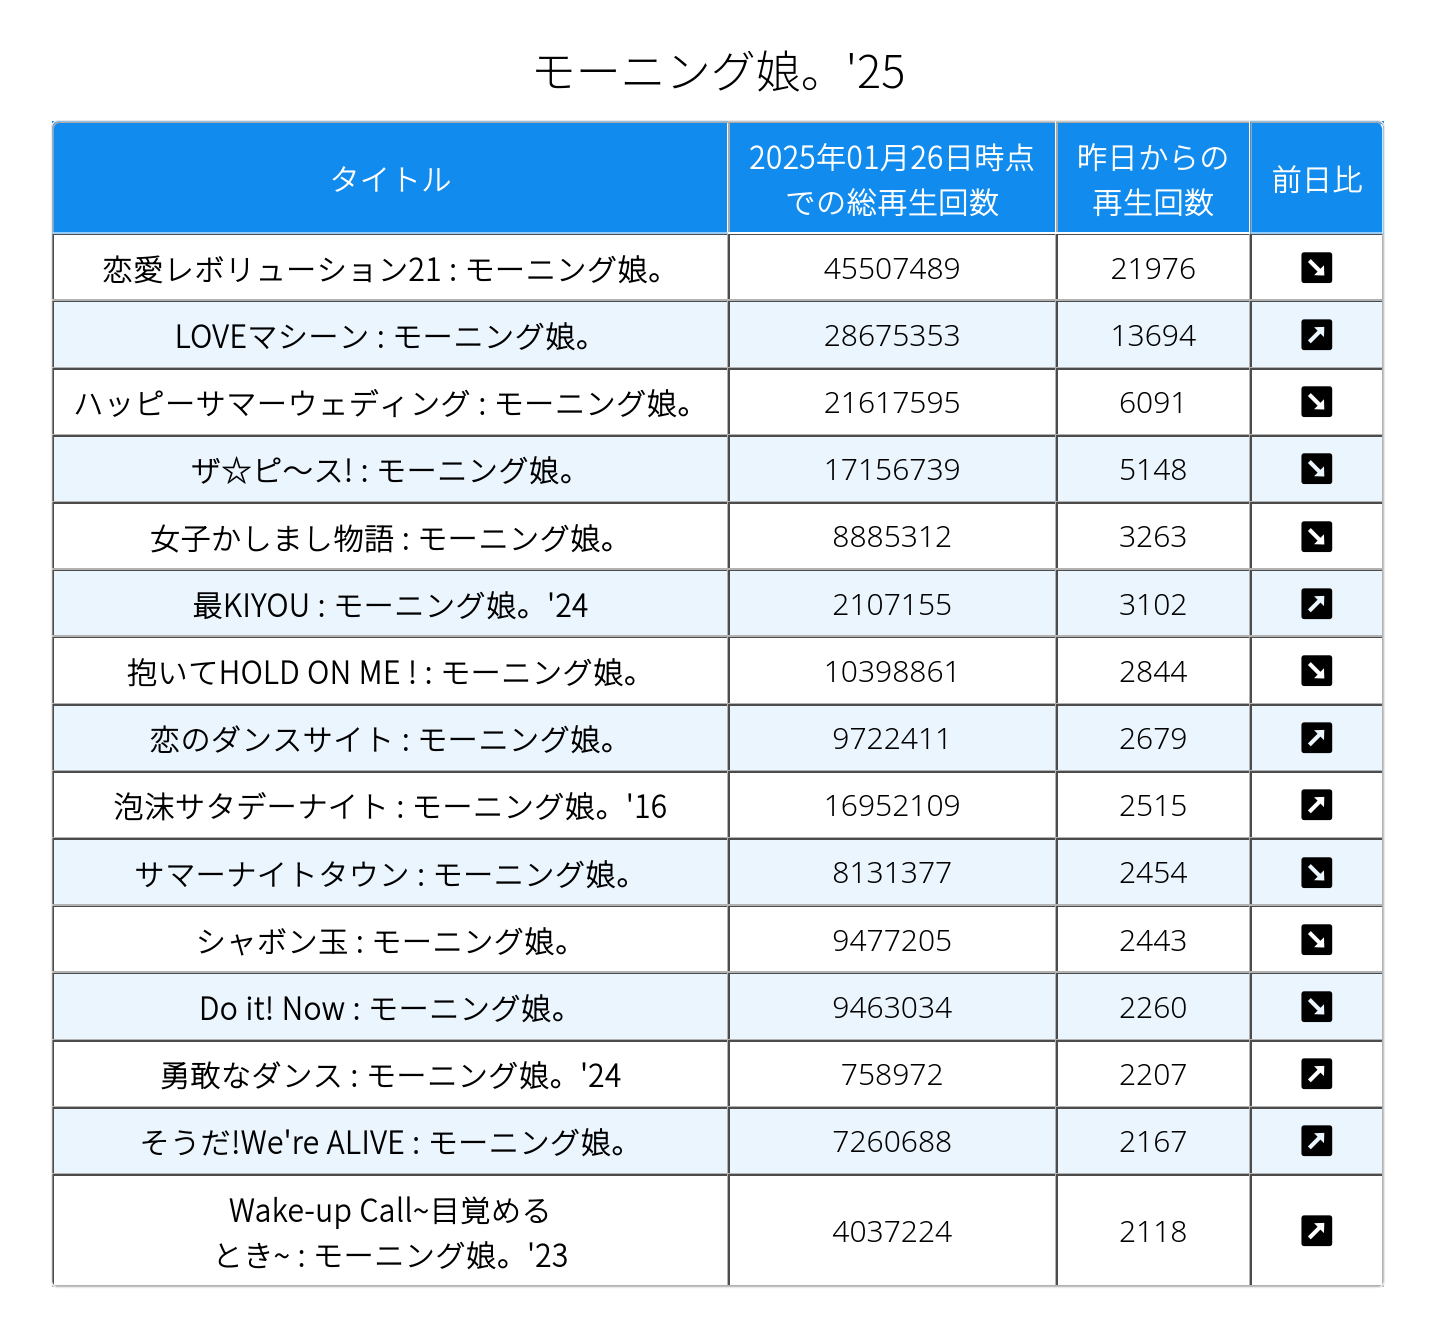 モーニング娘。'25
タイトル
2025年01月26日時点
での総再生回数
昨日からの
再生回数
前日比
恋愛レボリューション21 : モーニング娘。 45507489 21976 ↘
LOVEマシーン : モーニング娘。 28675353 13694 ↗
ハッピーサマーウェディング : モーニング娘。 21617595 6091 ↘
ザ☆ピ〜ス! : モーニング娘。 17156739 5148 ↘
女子かしまし物語 : モーニング娘。 8885312 3263 ↘
最KIYOU : モーニング娘。'24 2107155 3102 ↗
抱いてHOLD ON ME ! : モーニング娘。 10398861 2844 ↘
恋のダンスサイト : モーニング娘。 9722411 2679 ↗
泡沫サタデーナイト : モーニング娘。'16 16952109 2515 ↗
サマーナイトタウン : モーニング娘。 8131377 2454 ↘
シャボン玉 : モーニング娘。 9477205 2443 ↘
Do it! Now : モーニング娘。 9463034 2260 ↘
勇敢なダンス : モーニング娘。'24 758972 2207 ↗
そうだ!We're ALIVE : モーニング娘。 7260688 2167 ↗
Wake-up Call~目覚める
とき~ : モーニング娘。'23 4037224 2118 ↗